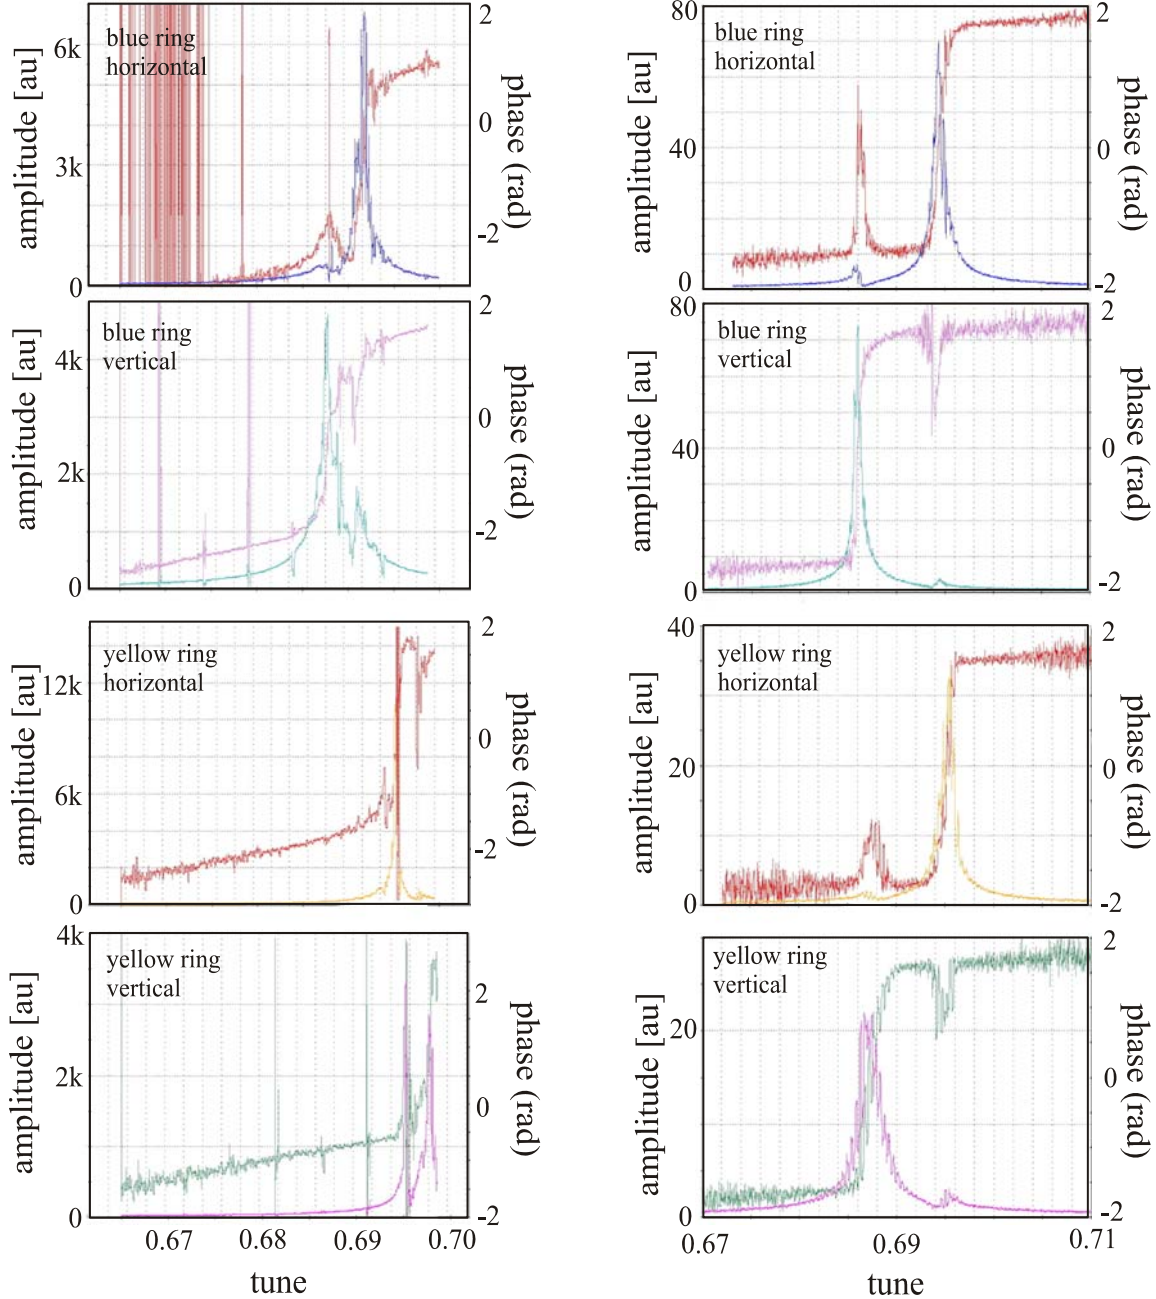 blue ring
horizontal
amplitude [au]
6k
3k
0
2
0
-2
phase (rad)
blue ring
horizontal
amplitude [au]
80
40
0
2
0
-2
phase (rad)
blue ring
vertical
amplitude [au]
4k
2k
0
2
0
-2
phase (rad)
blue ring
vertical
amplitude [au]
80
40
0
2
0
-2
phase (rad)
yellow ring
horizontal
amplitude [au]
12k
6k
0
2
0
-2
phase (rad)
yellow ring
horizontal
amplitude [au]
40
20
0
2
0
-2
phase (rad)
yellow ring
vertical
amplitude [au]
4k
2k
0
2
0
-2
phase (rad)
0.67 0.68 0.69 0.70
tune
yellow ring
vertical
amplitude [au]
20
0
2
0
-2
phase (rad)
0.67 0.69 0.71
tune